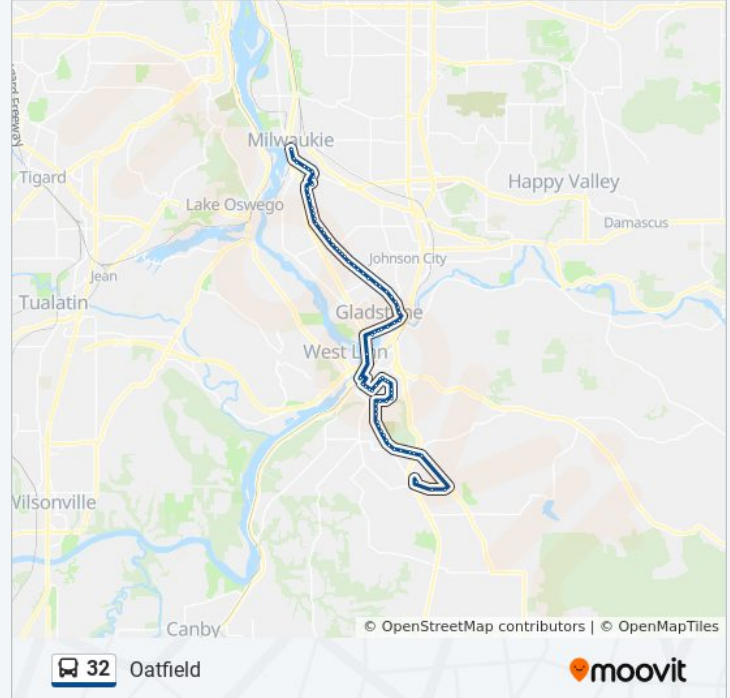 Milwaukie
Tigard
Happy Valley
Lake Oswego
Damascus
Johnson City
Jean
Tualatin
Gladstone
West Linn
Wilsonville
Canby
© OpenStreetMap contributors | © OpenMapTiles
32 Oatfield
moovit